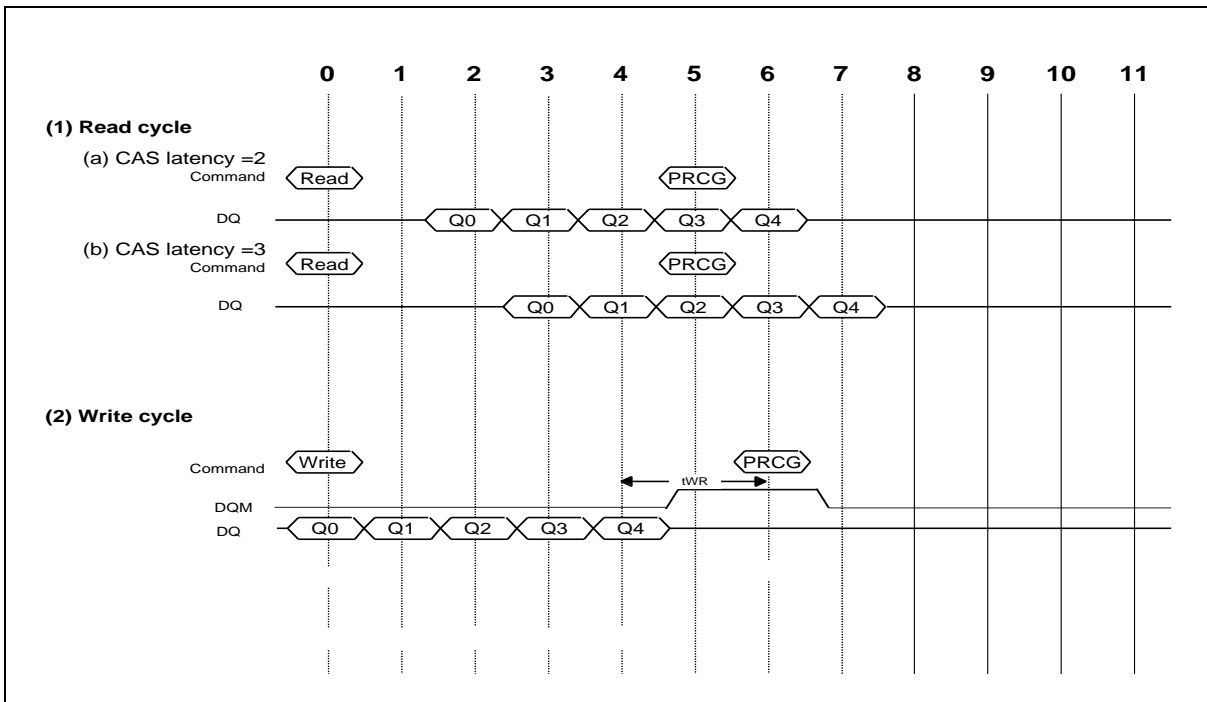 0 1 2 3 4 5 6 7 8 9 10 11
(1) Read cycle
(a) CAS latency =2
Command Read PRCG
DQ Q0 Q1 Q2 Q3 Q4
(b) CAS latency =3
Command Read PRCG
DQ Q0 Q1 Q2 Q3 Q4
(2) Write cycle
Command Write PRCG
tWR
DQM
DQ Q0 Q1 Q2 Q3 Q4